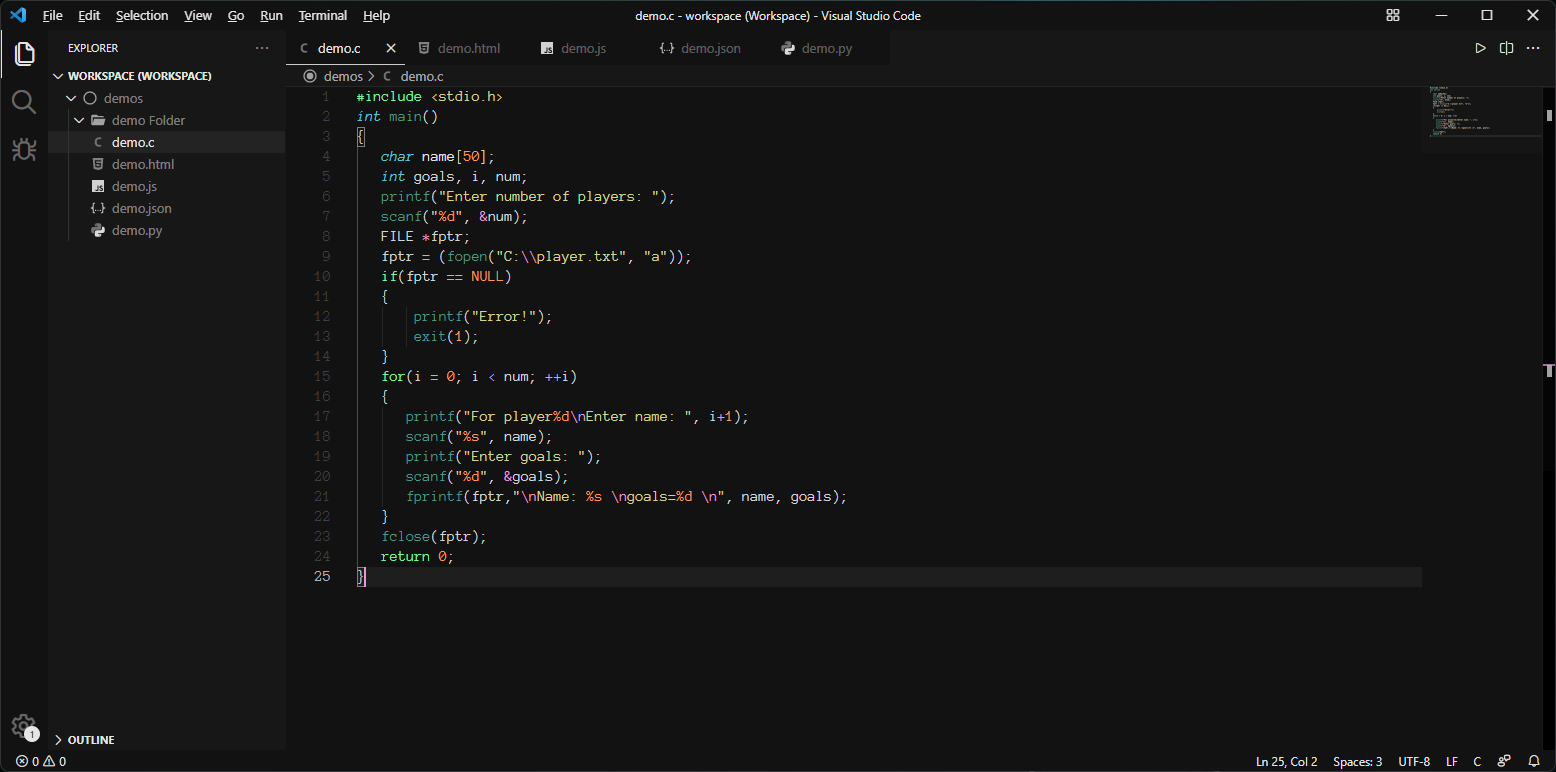 File Edit Selection View Go Run Terminal Help
demo.c - workspace (Workspace) - Visual Studio Code
EXPLORER
WORKSPACE (WORKSPACE)
demos
demo Folder
demo.c
demo.html
demo.js
demo.json
demo.py
OUTLINE
demo.c demo.html demo.js demo.json demo.py
demos > demo.c
1 #include <stdio.h>
2 int main()
3 {
4 char name[50];
5 int goals, i, num;
6 printf("Enter number of players: ");
7 scanf("%d", &num);
8 FILE *fptr;
9 fptr = (fopen("C:\\player.txt", "a"));
10 if(fptr == NULL)
11 {
12 printf("Error!");
13 exit(1);
14 }
15 for(i = 0; i < num; ++i)
16 {
17 printf("For player%d\nEnter name: ", i+1);
18 scanf("%s", name);
19 printf("Enter goals: ");
20 scanf("%d", &goals);
21 fprintf(fptr,"\nName: %s \ngoals=%d \n", name, goals);
22 }
23 fclose(fptr);
24 return 0;
25 }
1
0 0
Ln 25, Col 2 Spaces: 3 UTF-8 LF C